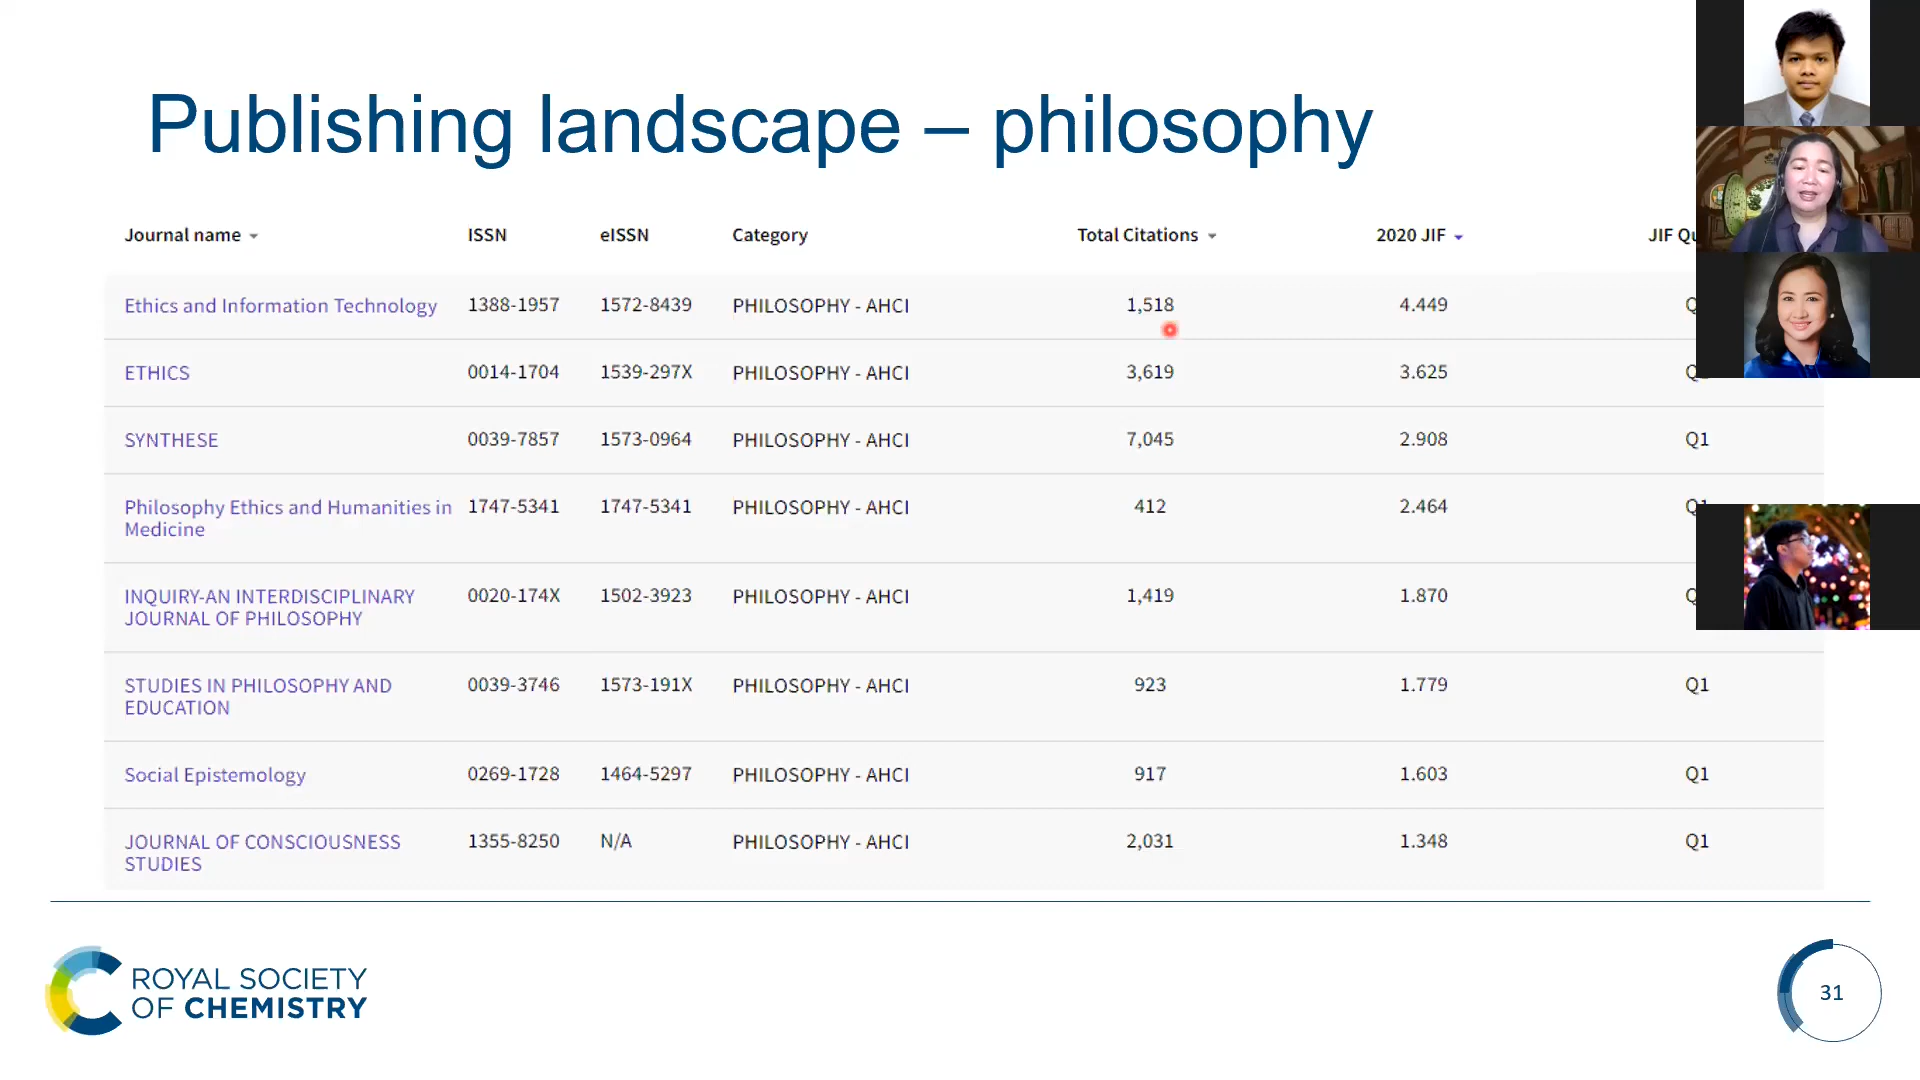 Publishing landscape – philosophy
Journal name ISSN eISSN Category Total Citations 2020 JIF JIF
Ethics and Information Technology 1388-1957 1572-8439 PHILOSOPHY - AHCI 1,518 4.449
ETHICS 0014-1704 1539-297X PHILOSOPHY - AHCI 3,619 3.625
SYNTHESE 0039-7857 1573-0964 PHILOSOPHY - AHCI 7,045 2.908 Q1
Philosophy Ethics and Humanities in 1747-5341 1747-5341 PHILOSOPHY - AHCI 412 2.464 Q1
Medicine
INQUIRY-AN INTERDISCIPLINARY 0020-174X 1502-3923 PHILOSOPHY - AHCI 1,419 1.870
JOURNAL OF PHILOSOPHY
STUDIES IN PHILOSOPHY AND 0039-3746 1573-191X PHILOSOPHY - AHCI 923 1.779 Q1
EDUCATION
Social Epistemology 0269-1728 1464-5297 PHILOSOPHY - AHCI 917 1.603 Q1
JOURNAL OF CONSCIOUSNESS 1355-8250 N/A PHILOSOPHY - AHCI 2,031 1.348 Q1
STUDIES
ROYAL SOCIETY
OF CHEMISTRY
31